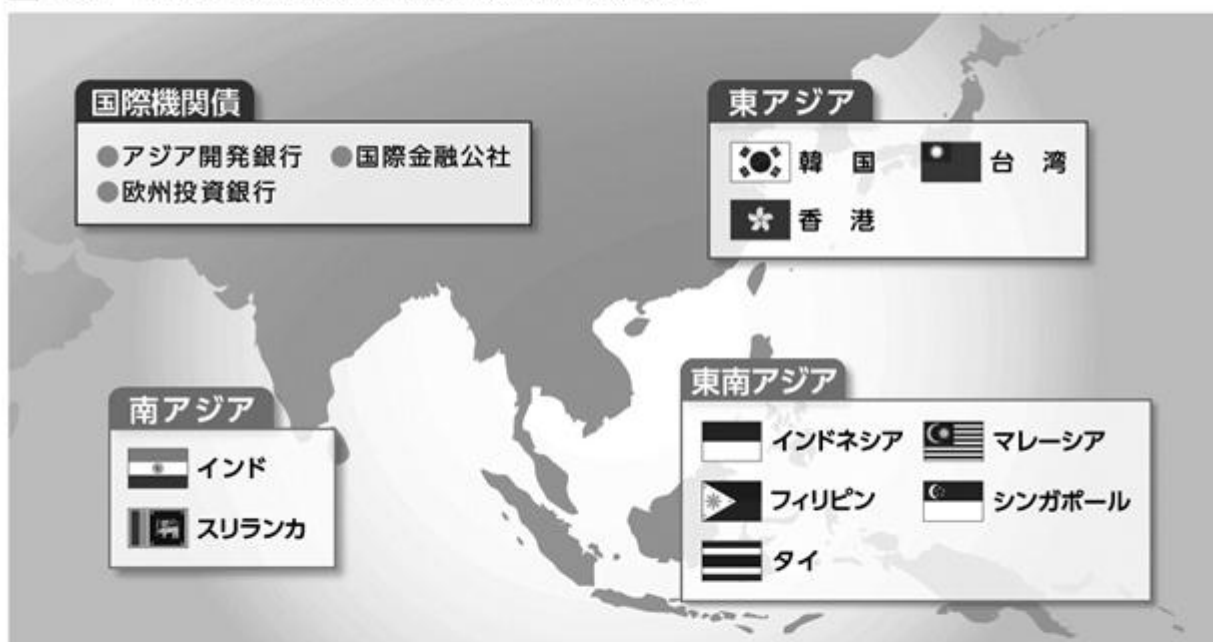 国際機関債
●アジア開発銀行 ●国際金融公社
●欧州投資銀行
東アジア
韓 国 台 湾
香 港
南アジア
インド
スリランカ
東南アジア
インドネシア マレーシア
フィリピン シンガポール
タイ